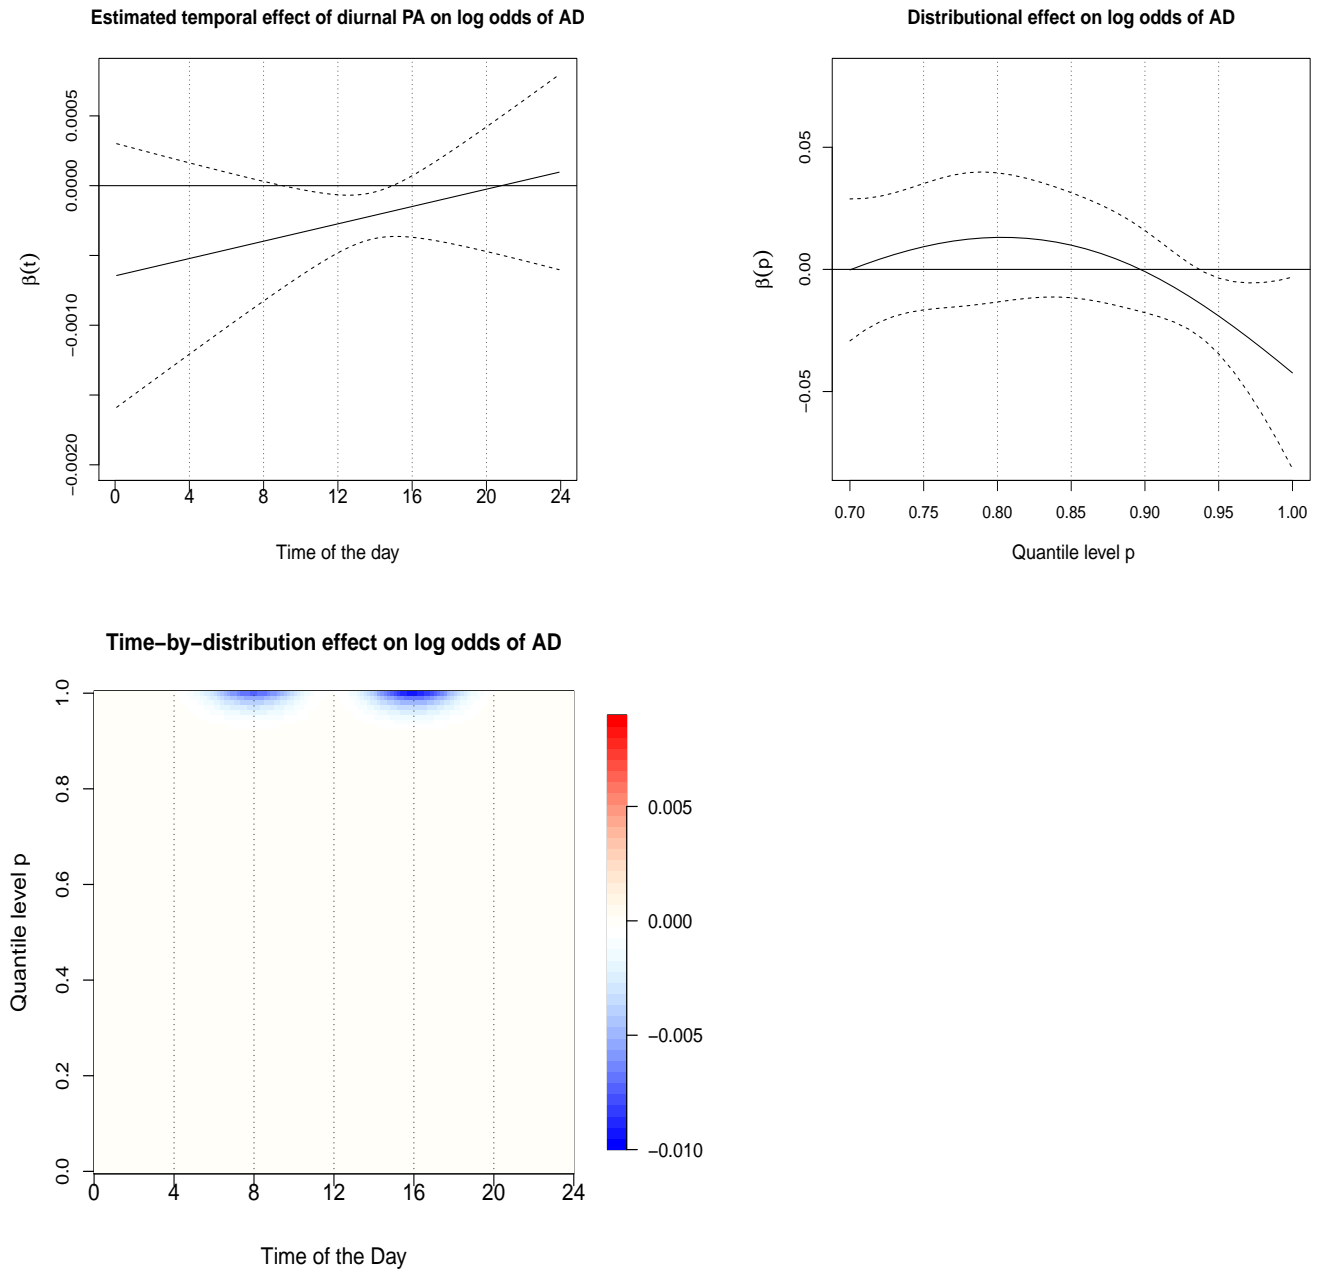 Estimated temporal effect of diurnal PA on log odds of AD
β(t)
0.0005
0.0000
−0.0010
−0.0020
0 4 8 12 16 20 24
Time of the day
Distributional effect on log odds of AD
β(p)
0.05
0.00
−0.05
0.70 0.75 0.80 0.85 0.90 0.95 1.00
Quantile level p
Time−by−distribution effect on log odds of AD
Quantile level p
1.0
0.8
0.6
0.4
0.2
0.0
0 4 8 12 16 20 24
Time of the Day
0.005
0.000
−0.005
−0.010